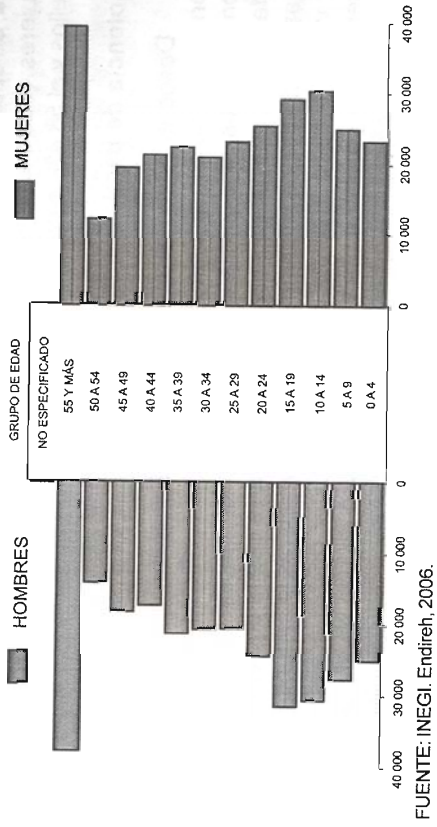 HOMBRES
GRUPO DE EDAD
MUJERES
NO ESPECIFICADO
55 Y MÁS
50 A 54
45 A 49
40 A 44
35 A 39
30 A 34
25 A 29
20 A 24
15 A 19
10 A 14
5 A 9
0 A 4
40 000 30 000 20 000 10 000 0
0 10 000 20 000 30 000 40 000
FUENTE: INEGI. Endireh, 2006.